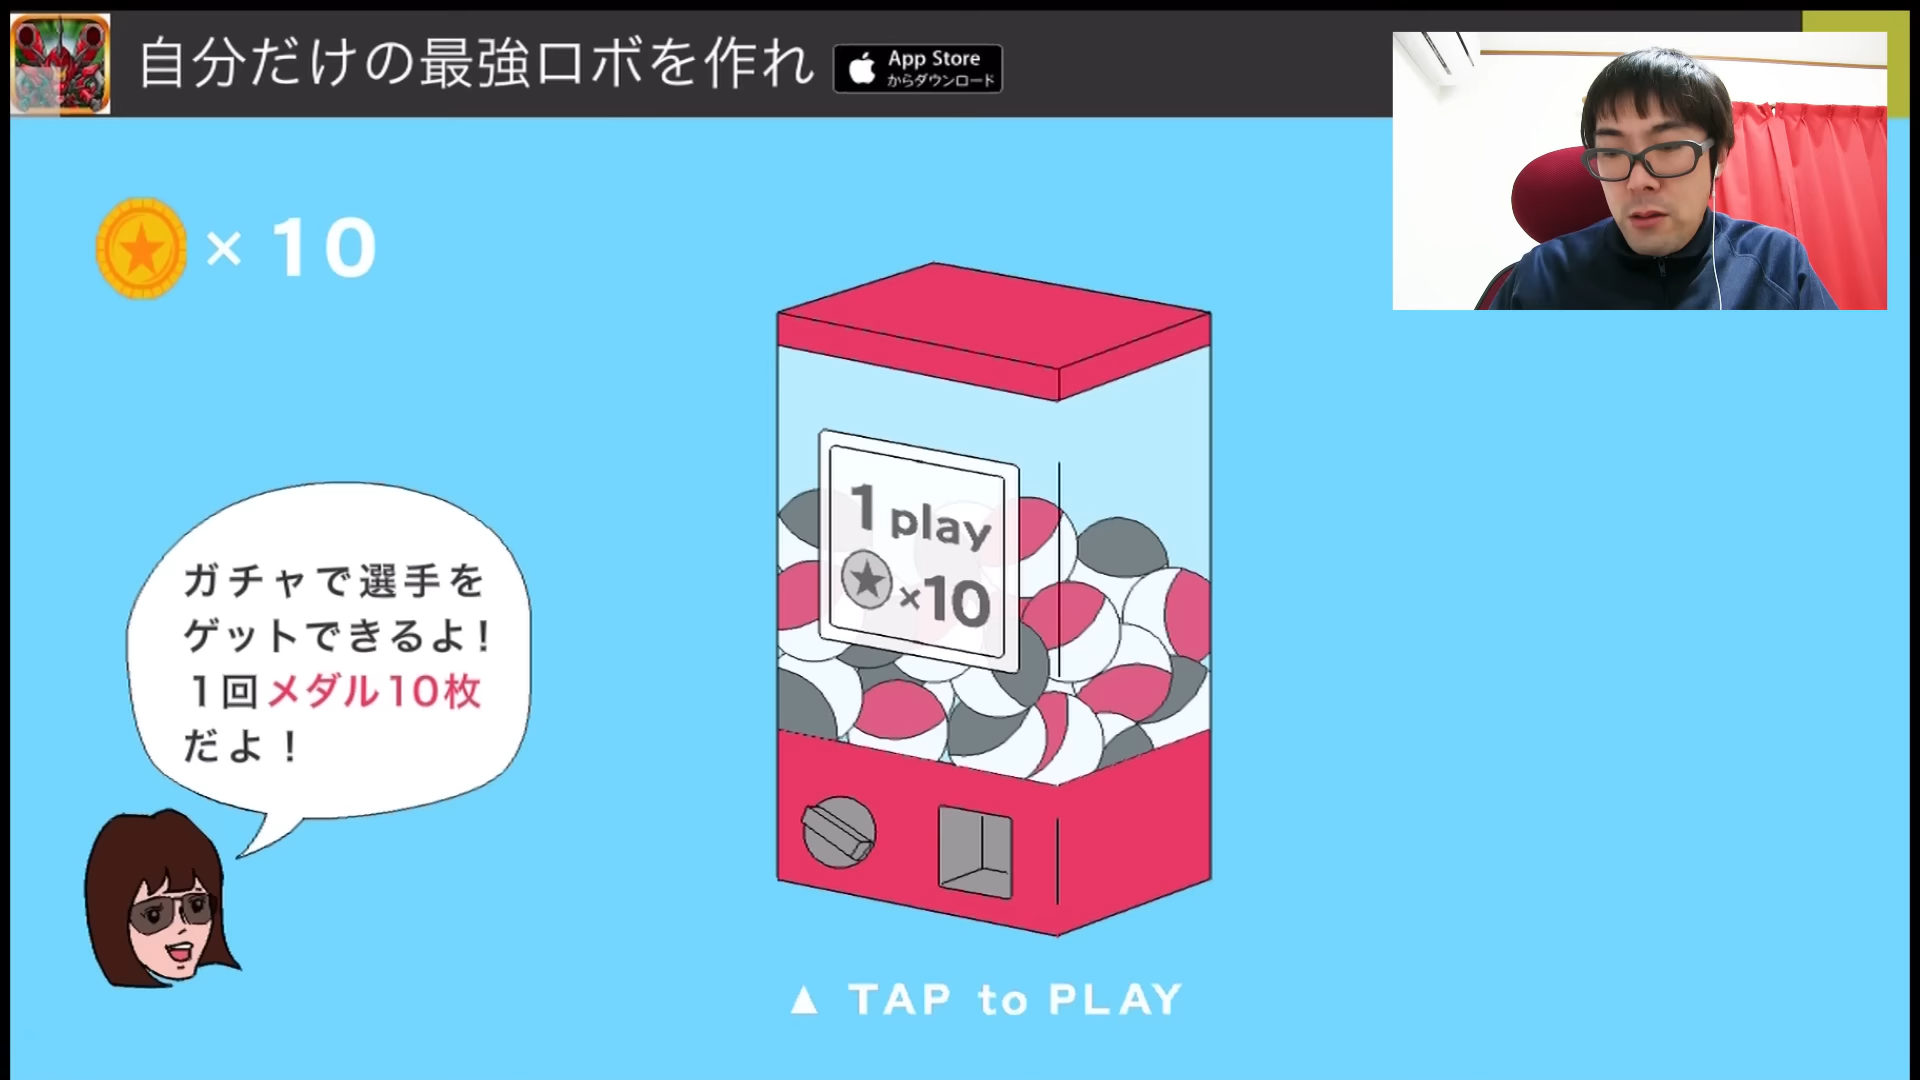 自分だけの最強ロボを作れ
App Store
からダウンロード
× 10
1 play
×10
ガチャで選手を
ゲットできるよ！
1回メダル10枚
だよ！
▲ TAP to PLAY